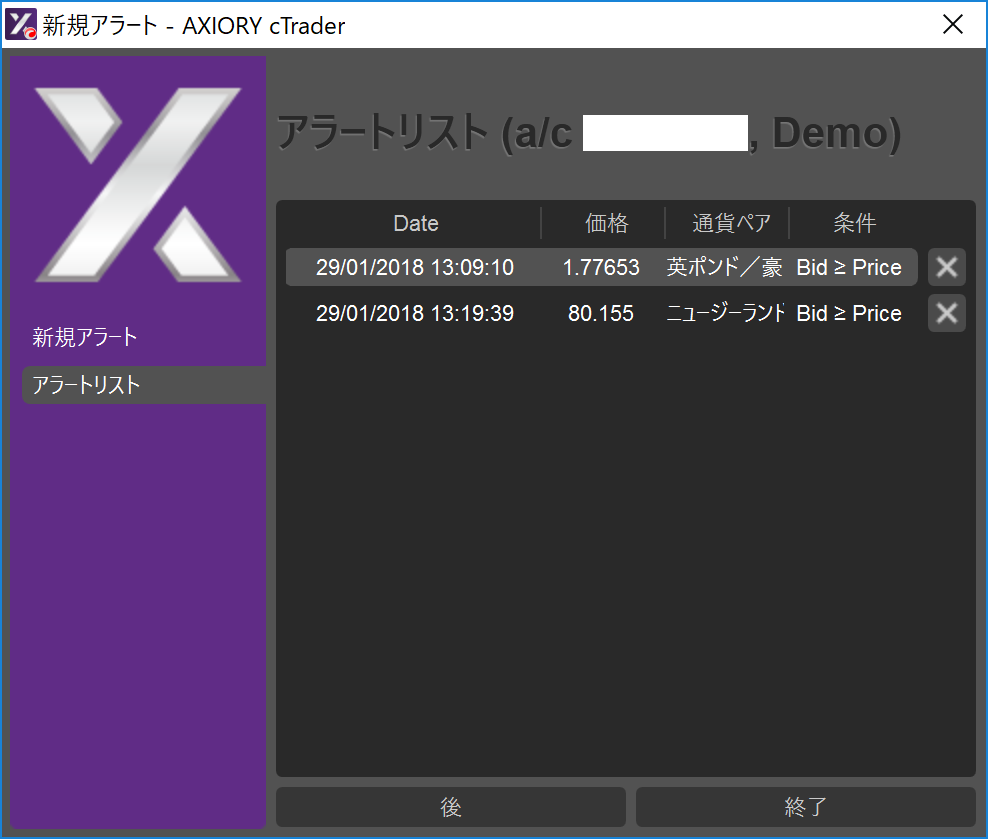 新規アラート - AXIORY cTrader
アラートリスト (a/c , Demo)
新規アラート
アラートリスト
Date 価格 通貨ペア 条件
29/01/2018 13:09:10 1.77653 英ポンド／豪 Bid ≥ Price
29/01/2018 13:19:39 80.155 ニュージーランド Bid ≥ Price
後 終了